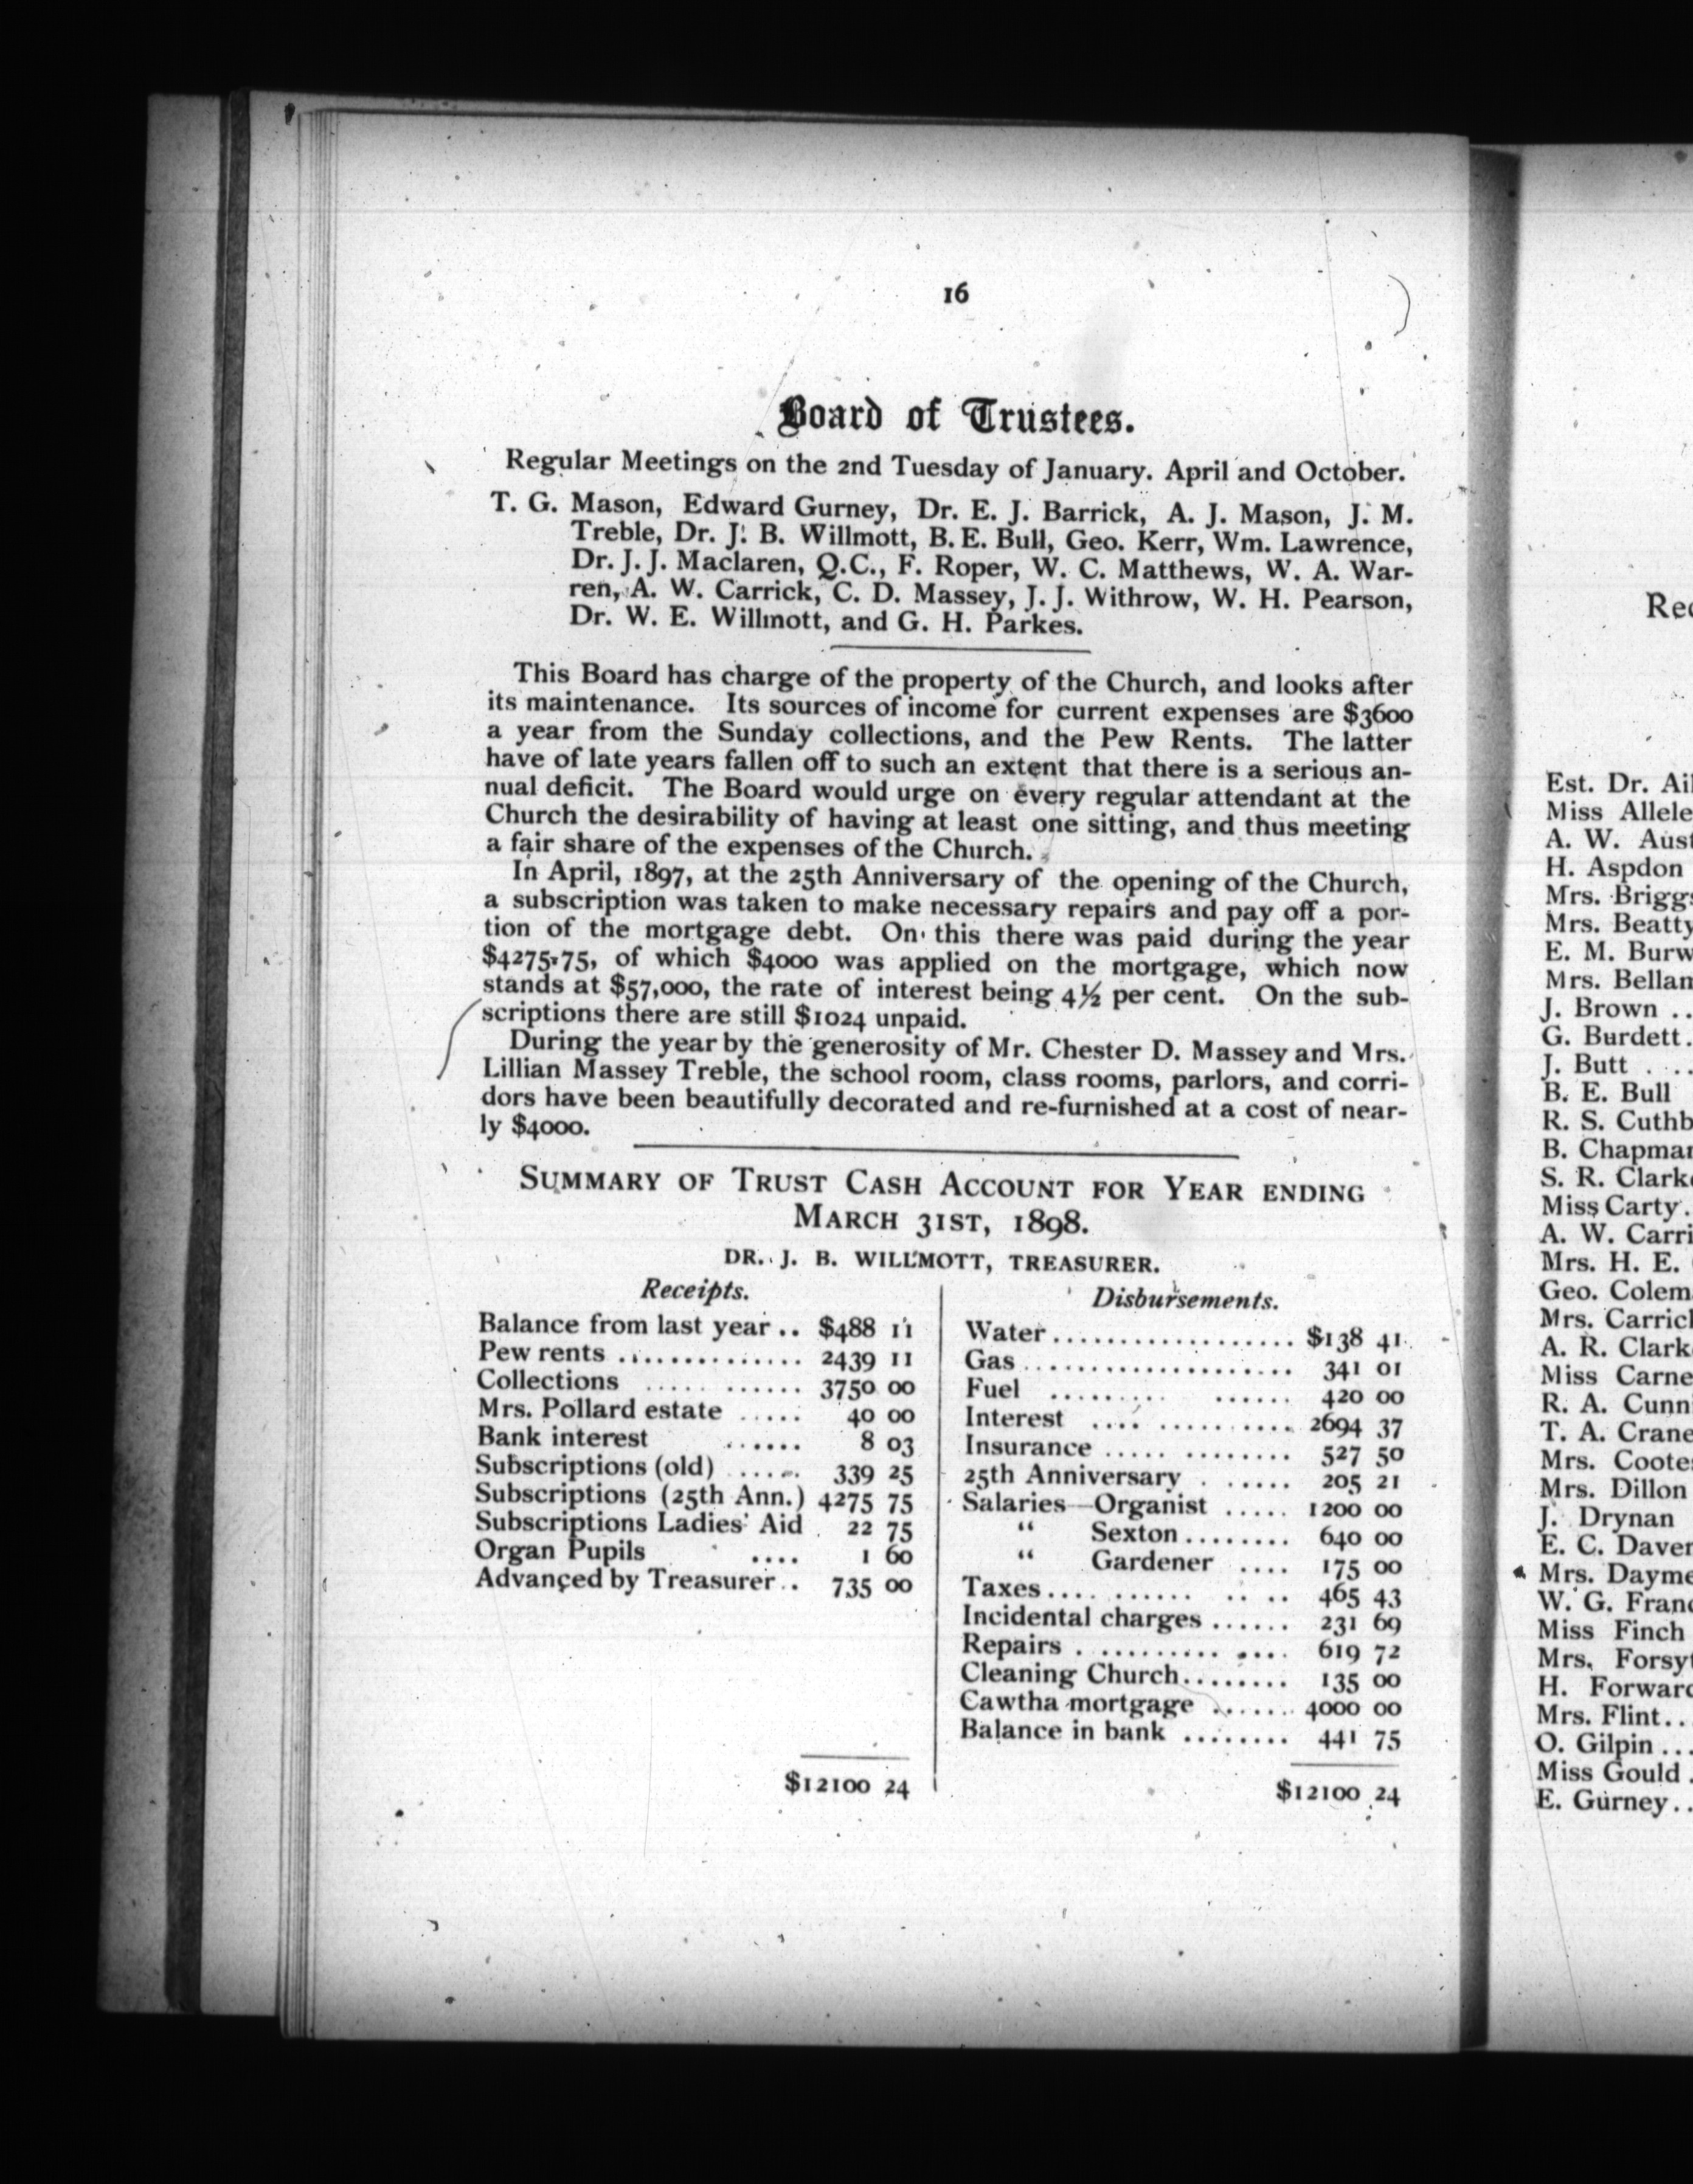 16
Board of Trustees.
Regular Meetings on the 2nd Tuesday of January. April and October.
T. G. Mason, Edward Gurney, Dr. E. J. Barrick, A. J. Mason, J. M.
Treble, Dr. J. B. Willmott, B. E. Bull, Geo. Kerr, Wm. Lawrence,
Dr. J. J. Maclaren, Q.C., F. Roper, W. C. Matthews, W. A. War-
ren, A. W. Carrick, C. D. Massey, J. J. Withrow, W. H. Pearson,
Dr. W. E. Willmott, and G. H. Parkes.
This Board has charge of the property of the Church, and looks after
its maintenance. Its sources of income for current expenses are $3600
a year from the Sunday collections, and the Pew Rents. The latter
have of late years fallen off to such an extent that there is a serious an-
nual deficit. The Board would urge on every regular attendant at the
Church the desirability of having at least one sitting, and thus meeting
a fair share of the expenses of the Church.
In April, 1897, at the 25th Anniversary of the opening of the Church,
a subscription was taken to make necessary repairs and pay off a por-
tion of the mortgage debt. On this there was paid during the year
$4275.75, of which $4000 was applied on the mortgage, which now
stands at $57,000, the rate of interest being 4½ per cent. On the sub-
scriptions there are still $1024 unpaid.
During the year by the generosity of Mr. Chester D. Massey and Mrs.
Lillian Massey Treble, the school room, class rooms, parlors, and corri-
dors have been beautifully decorated and re-furnished at a cost of near-
ly $4000.
SUMMARY OF TRUST CASH ACCOUNT FOR YEAR ENDING
MARCH 31ST, 1898.
DR. J. B. WILLMOTT, TREASURER.
Receipts.
Balance from last year .. $488 11
Pew rents .............. 2439 11
Collections ..... ...... 3750 00
Mrs. Pollard estate ..... 40 00
Bank interest ...... 8 03
Subscriptions (old) ..... 339 25
Subscriptions (25th Ann.) 4275 75
Subscriptions Ladies' Aid . 22 75
Organ Pupils .... 1 60
Advanced by Treasurer .. 735 00
$12100 24
Disbursements.
Water.................. $138 41
Gas..................... 341 01
Fuel ......... ...... 420 00
Interest .... .......... 2694 37
Insurance ..... ........ 527 50
25th Anniversary . ..... 205 21
Salaries—Organist ..... 1200 00
“ Sexton........ 640 00
“ Gardener .... 175 00
Taxes.... ...... .. .. 465 43
Incidental charges ...... 231 69
Repairs . ......... .... 619 72
Cleaning Church........ 135 00
Cawtha mortgage ...... 4000 00
Balance in bank ........ 441 75
$12100 24
Rec
Est. Dr. Ai
Miss Allele
A. W. Aust
H. Aspdon
Mrs. Briggs
Mrs. Beatty
E. M. Burw
Mrs. Bellam
J. Brown ..
G. Burdett.
J. Butt . ..
B. E. Bull
R. S. Cuthb
B. Chapman
S. R. Clarke
Miss Carty.
A. W. Carri
Mrs. H. E.
Geo. Colem
Mrs. Carrick
A. R. Clark
Miss Carne
R. A. Cunn
T. A. Crane
Mrs. Coote
Mrs. Dillon
J. Drynan
E. C. Daven
Mrs. Dayme
W. G. Franc
Miss Finch
Mrs. Forsyt
H. Forward
Mrs. Flint..
O. Gilpin ...
Miss Gould .
E. Gurney..